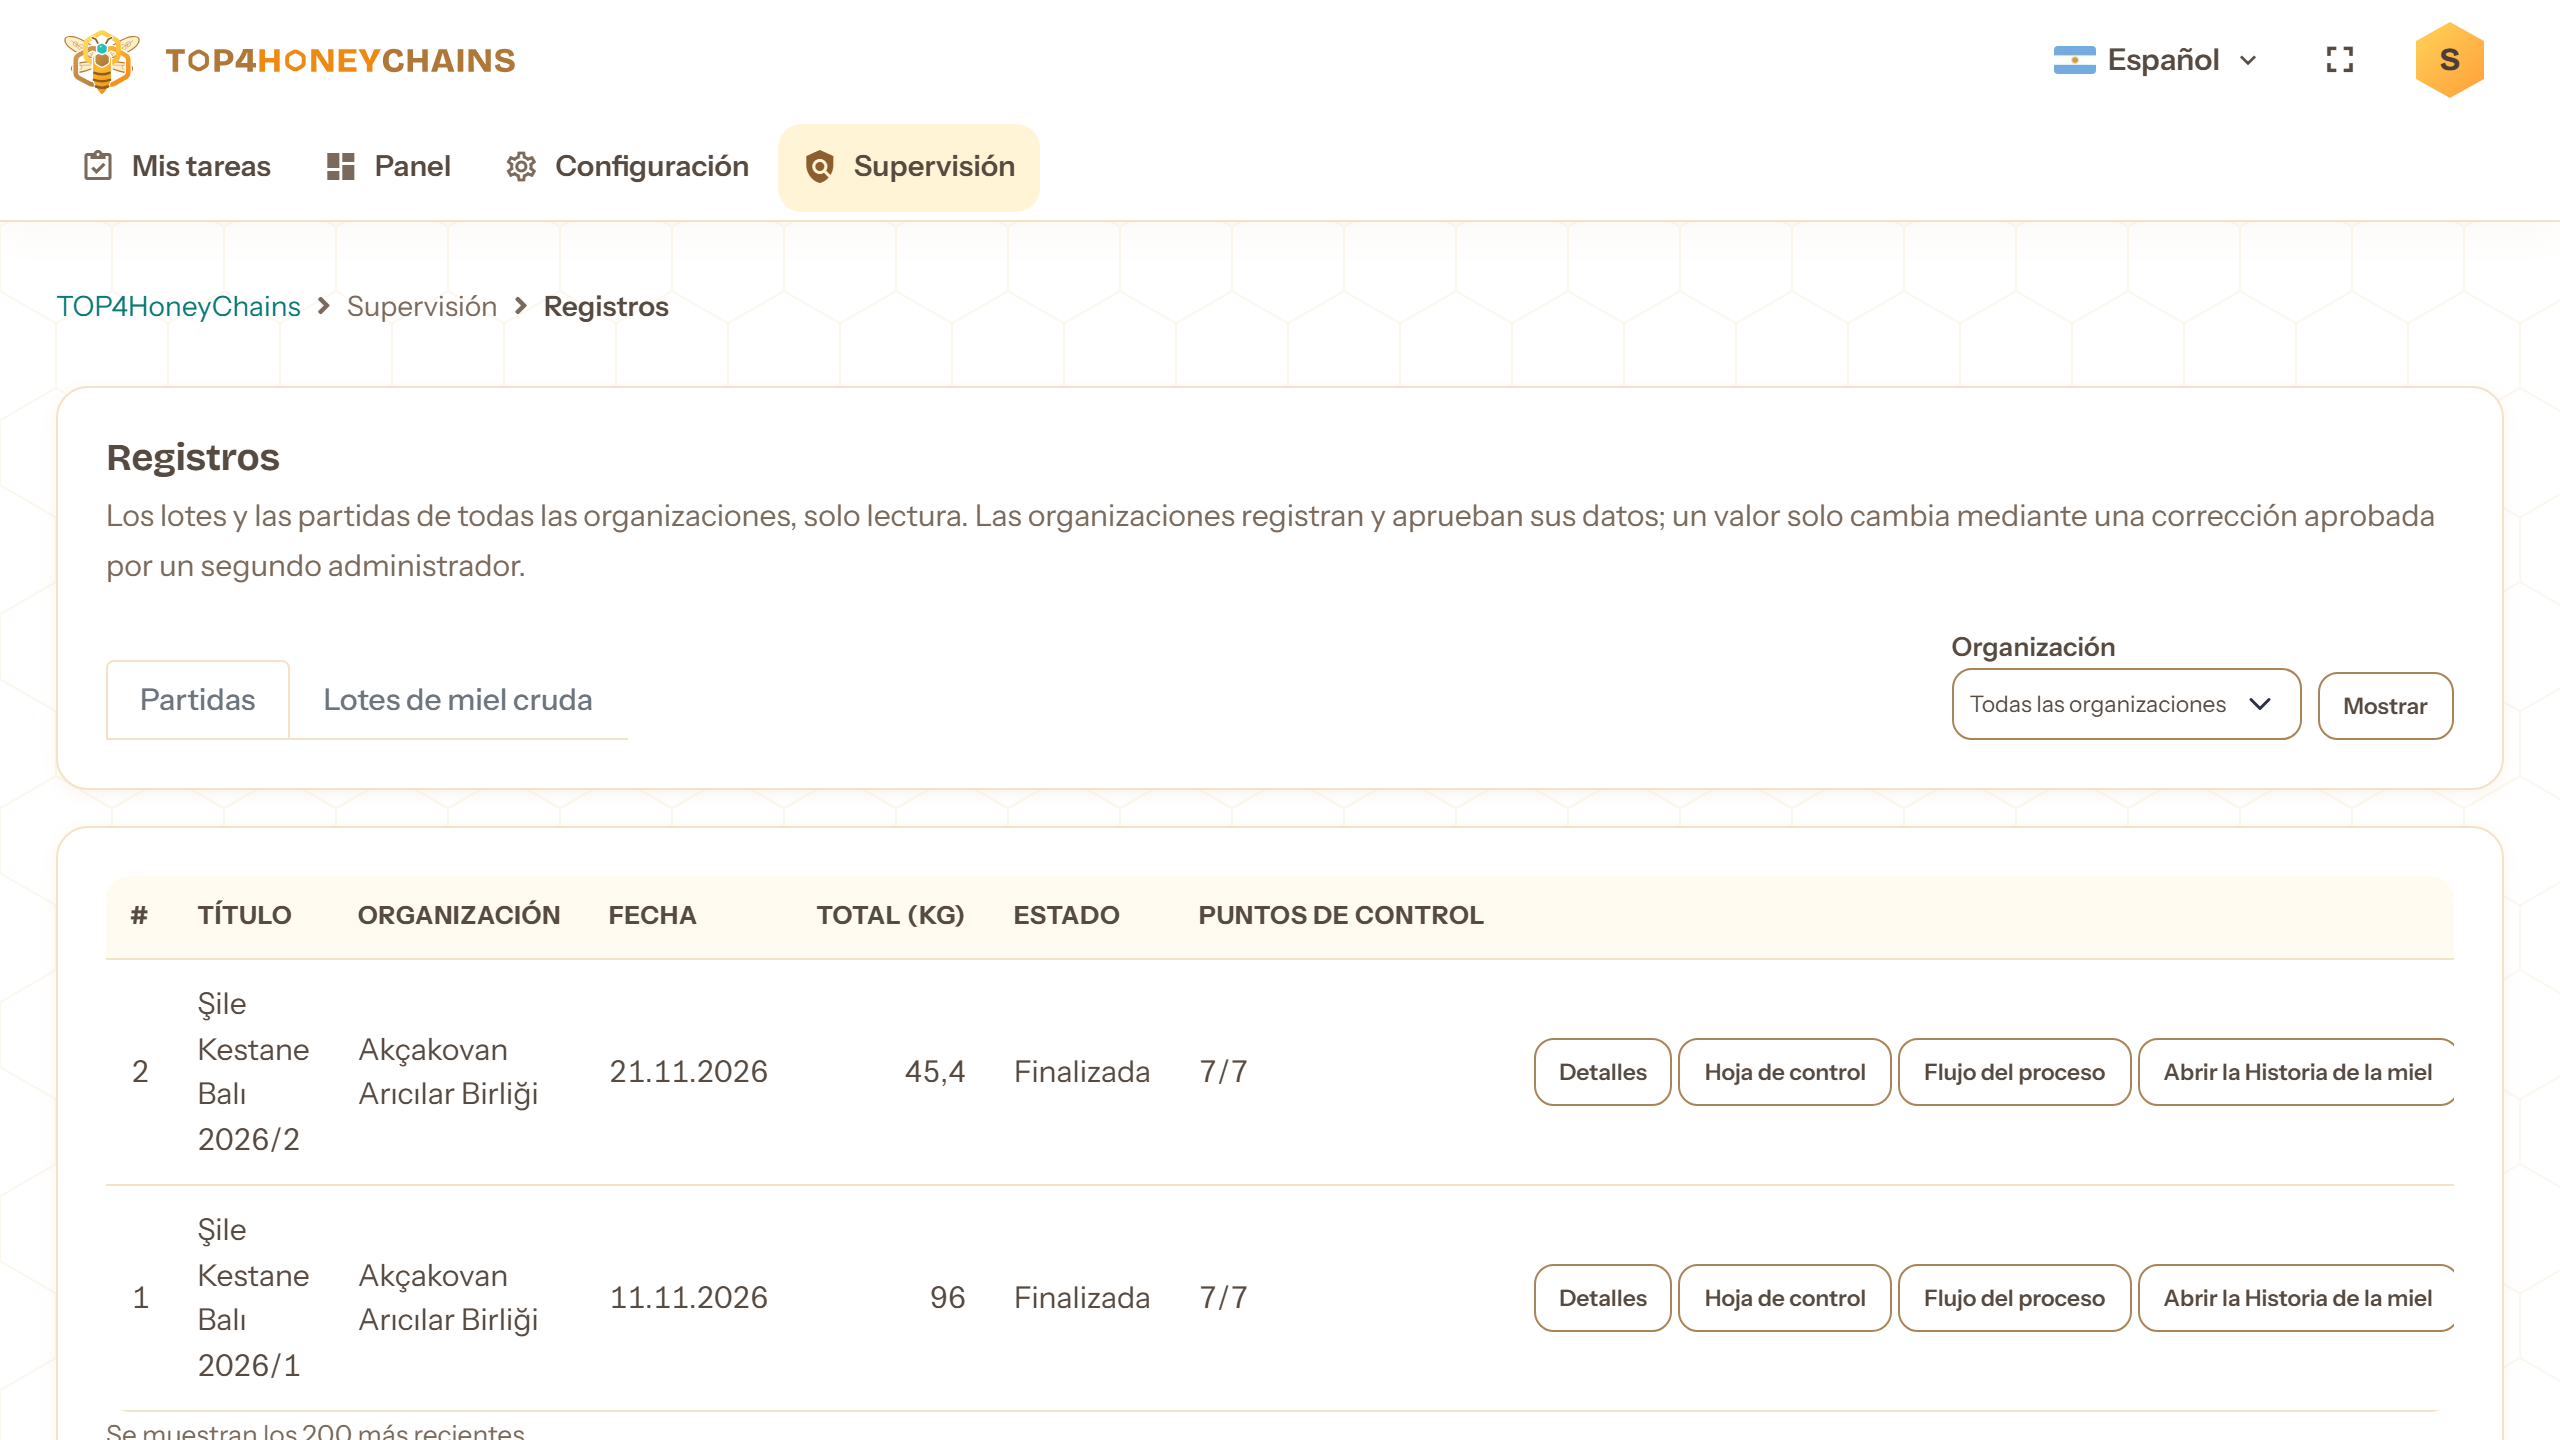 TOP4HONEYCHAINS
Español
S
Mis tareas
Panel
Configuración
Supervisión
TOP4HoneyChains
Supervisión
Registros
Registros
Los lotes y las partidas de todas las organizaciones, solo lectura. Las organizaciones registran y aprueban sus datos; un valor solo cambia mediante una corrección aprobada
por un segundo administrador.
Organización
Partidas
Lotes de miel cruda
Todas las organizaciones
Mostrar
# TÍTULO ORGANIZACIÓN FECHA TOTAL (KG) ESTADO PUNTOS DE CONTROL
Şile
Kestane
Balı
2026/2
2
Akçakovan
Arıcılar Birliği
21.11.2026
45,4
Finalizada
7/7
Detalles
Hoja de control
Flujo del proceso
Abrir la Historia de la miel
Şile
Kestane
Balı
2026/1
1
Akçakovan
Arıcılar Birliği
11.11.2026
96
Finalizada
7/7
Detalles
Hoja de control
Flujo del proceso
Abrir la Historia de la miel
Se muestran los 200 más recientes